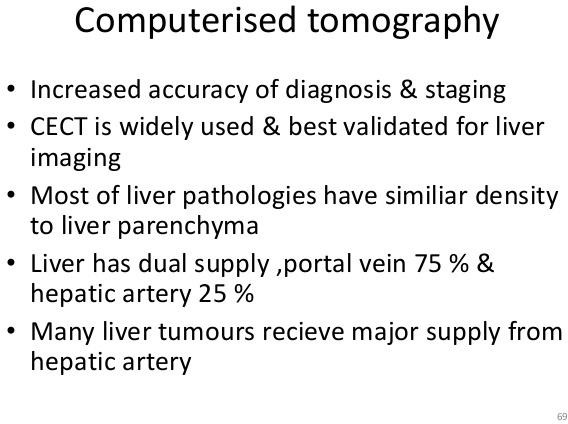 Computerised tomography
• Increased accuracy of diagnosis & staging
• CECT is widely used & best validated for liver
imaging
• Most of liver pathologies have similiar density
to liver parenchyma
• Liver has dual supply ,portal vein 75 % &
hepatic artery 25 %
• Many liver tumours recieve major supply from
hepatic artery
69